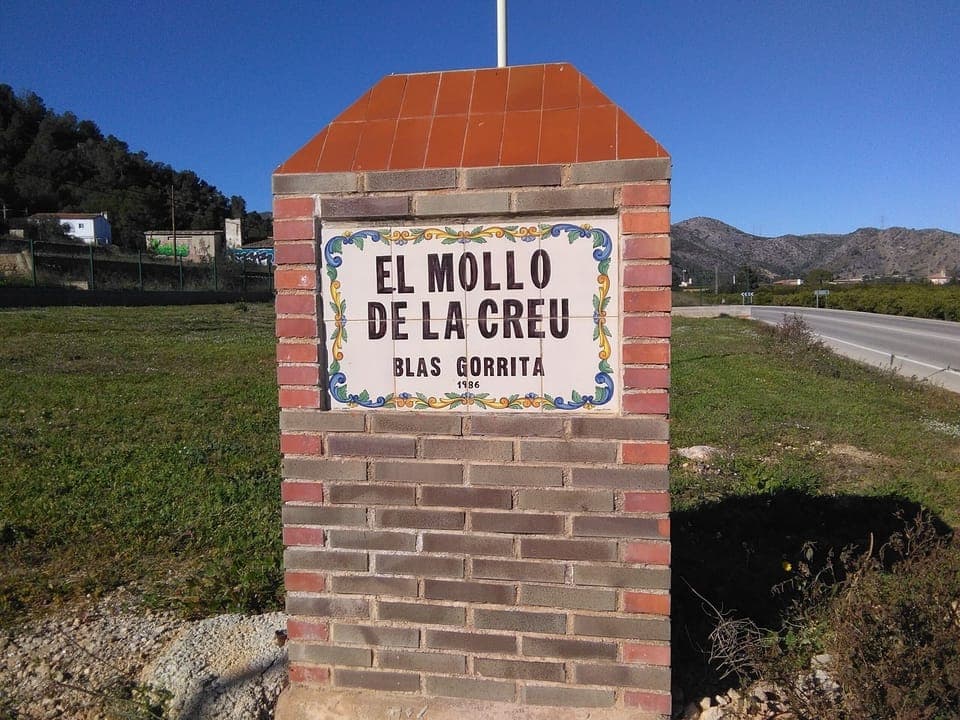 EL MOLLO
DE LA CREU
BLAS GORRITA
1986